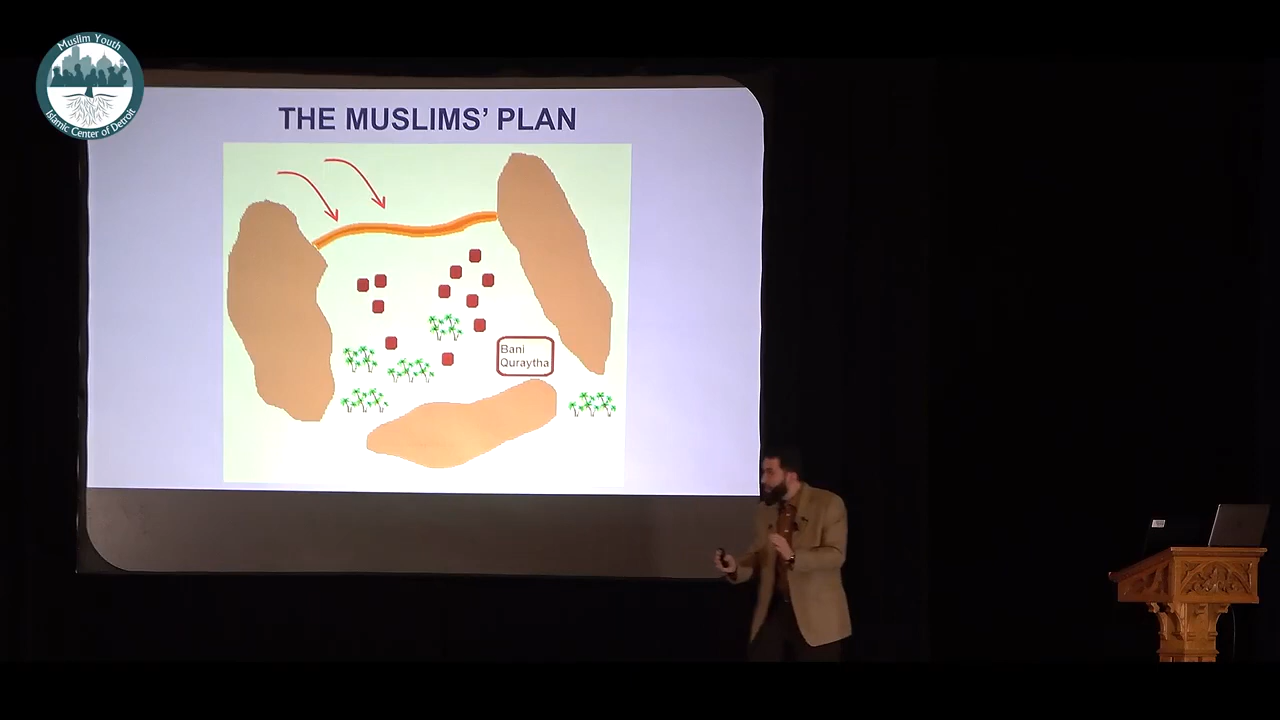 Muslim Youth
Islamic Center of Detroit
THE MUSLIMS' PLAN
Bani
Quraytha